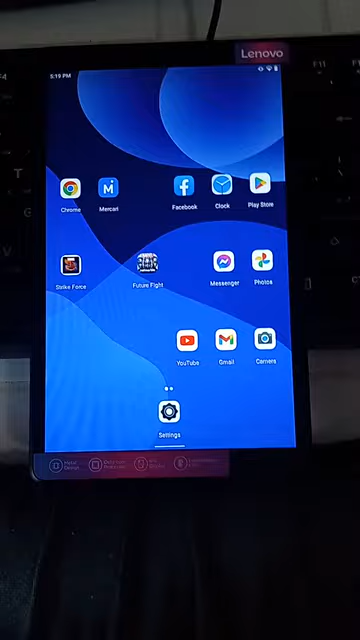 Lenovo
5:19 PM
Chrome
Mercari
Facebook
Clock
Play Store
Strike Force
Future Fight
Messenger
Photos
YouTube
Gmail
Camera
Settings
F11
T
G
V